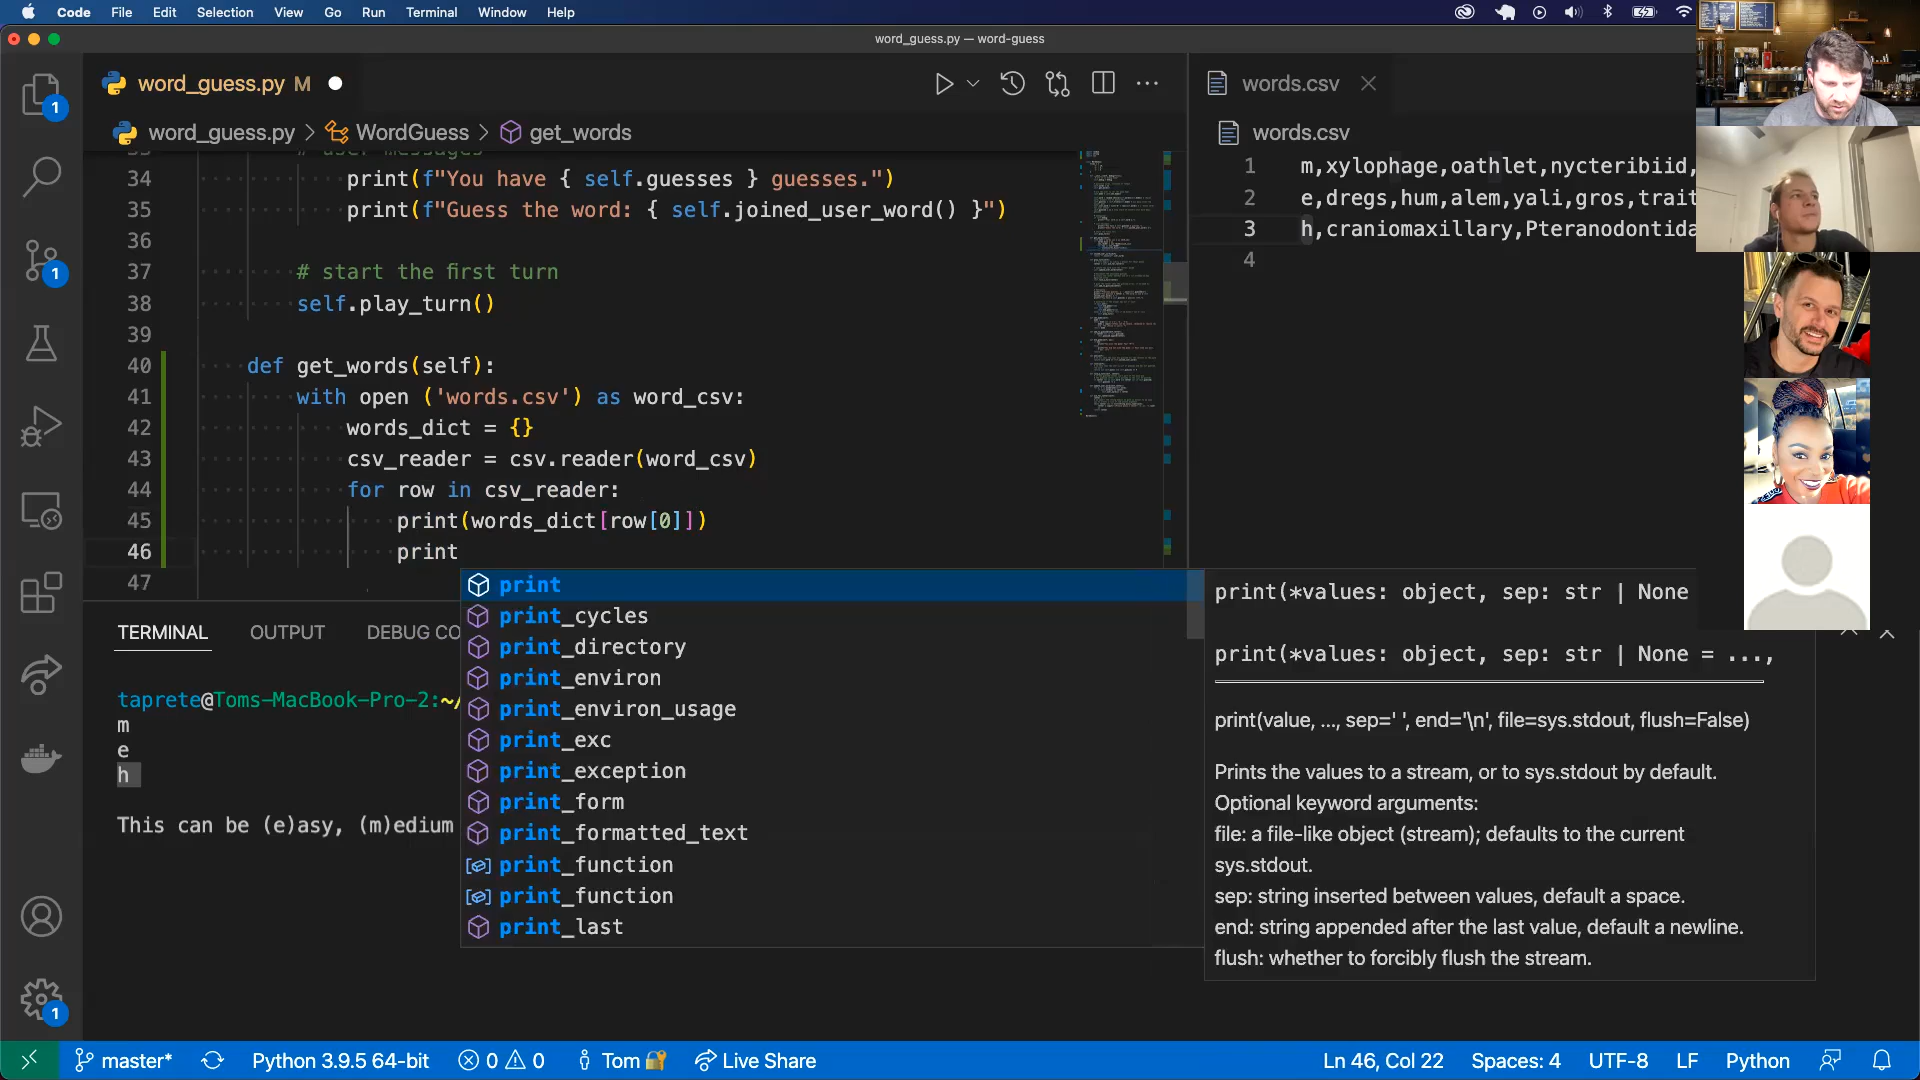 Code File Edit Selection View Go Run Terminal Window Help
word_guess.py — word-guess
word_guess.py M
words.csv
word_guess.py > WordGuess > get_words
words.csv
34 print(f"You have { self.guesses } guesses.")
35 print(f"Guess the word: { self.joined_user_word() }")
36
37 # start the first turn
38 self.play_turn()
39
40 def get_words(self):
41 with open ('words.csv') as word_csv:
42 words_dict = {}
43 csv_reader = csv.reader(word_csv)
44 for row in csv_reader:
45 print(words_dict[row[0]])
46 print
47
1 m,xylophage,oathlet,nycteribiid,
2 e,dregs,hum,alem,yali,gros,trait
3 h,craniomaxillary,Pteranodontida
4
print
print_cycles
print_directory
print_environ
print_environ_usage
print_exc
print_exception
print_form
print_formatted_text
print_function
print_function
print_last
print(*values: object, sep: str | None
print(*values: object, sep: str | None = ...,
print(value, ..., sep=' ', end='\n', file=sys.stdout, flush=False)
Prints the values to a stream, or to sys.stdout by default.
Optional keyword arguments:
file: a file-like object (stream); defaults to the current
sys.stdout.
sep: string inserted between values, default a space.
end: string appended after the last value, default a newline.
flush: whether to forcibly flush the stream.
TERMINAL OUTPUT DEBUG CO
taprete@Toms-MacBook-Pro-2:~/
m
e
h
This can be (e)asy, (m)edium
1
1
1
master* Python 3.9.5 64-bit 0 0 Tom Live Share
Ln 46, Col 22 Spaces: 4 UTF-8 LF Python